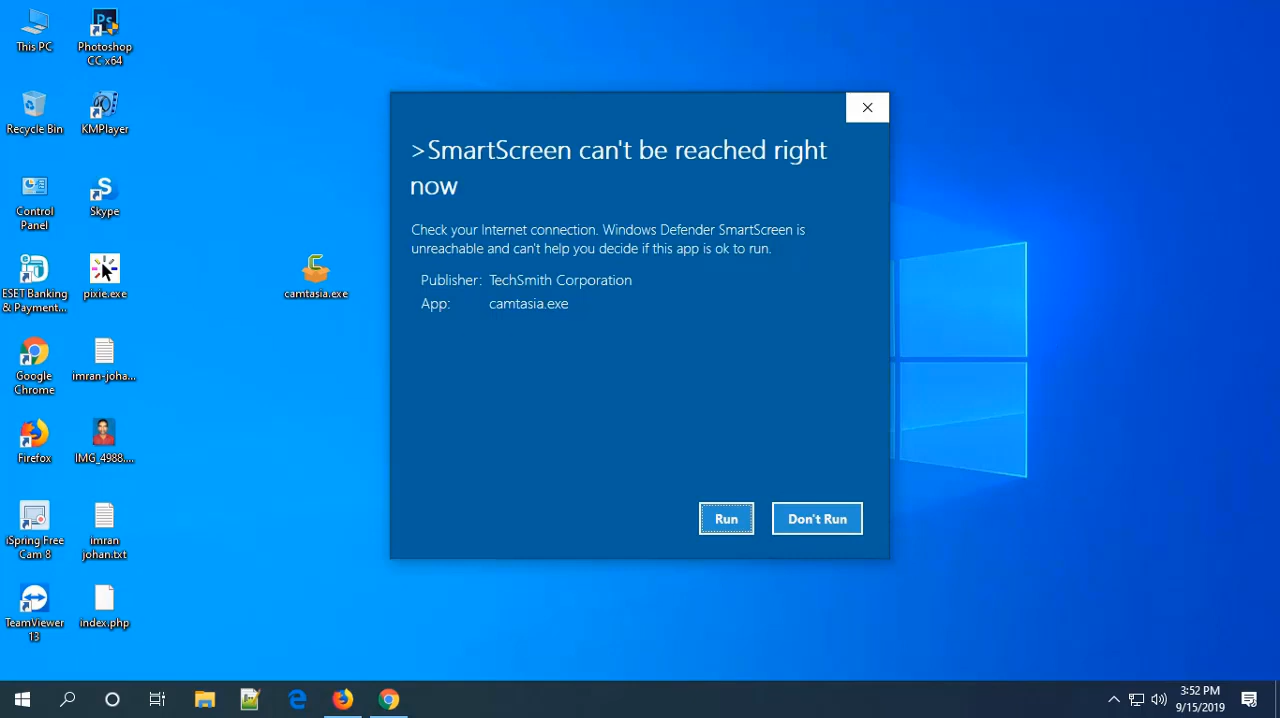 This PC
Photoshop
CC x64
Recycle Bin
KMPlayer
Control
Panel
Skype
ESET Banking
& Payment...
pixie.exe
camtasia.exe
Google
Chrome
imran-joha...
Firefox
IMG_4988....
iSpring Free
Cam 8
imran
johan.txt
TeamViewer
13
index.php
>SmartScreen can't be reached right
now
Check your Internet connection. Windows Defender SmartScreen is
unreachable and can't help you decide if this app is ok to run.
Publisher: TechSmith Corporation
App: camtasia.exe
Run
Don't Run
3:52 PM
9/15/2019